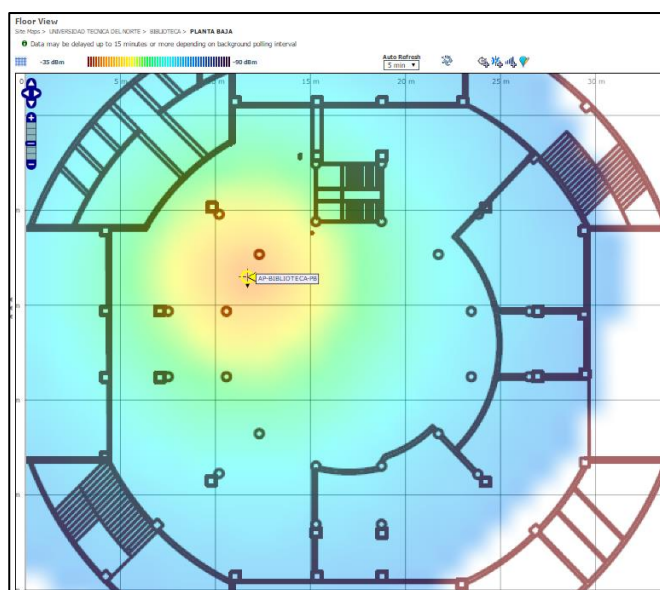 Floor View
Site Maps > UNIVERSIDAD TECNICA DEL NORTE > BIBLIOTECA > PLANTA BAJA
Data may be delayed up to 15 minutes or more depending on background polling interval
-35 dBm
-90 dBm
Auto Refresh
5 min
0
5 m
15 m
20 m
25 m
30 m
AP-BIBLIOTECA-PB